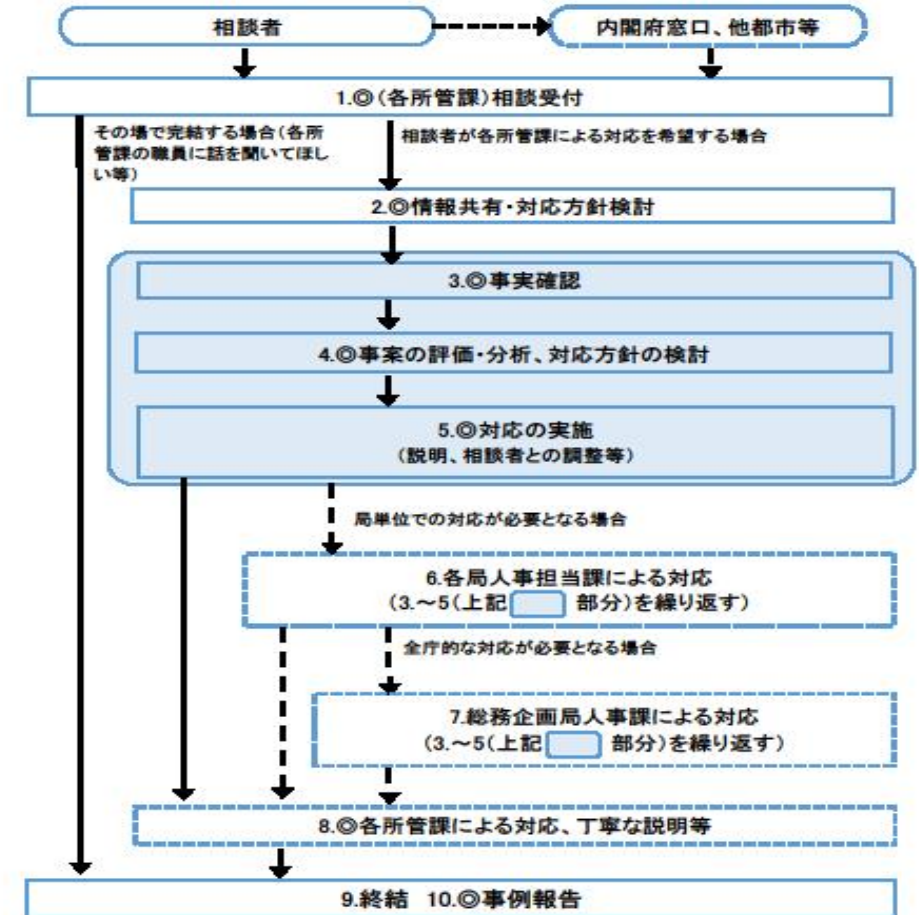 相談者
内閣府窓口、他都市等
1.◎(各所管課)相談受付
その場で完結する場合(各所
管課の職員に話を聞いてほし
い等)
相談者が各所管課による対応を希望する場合
2.◎情報共有・対応方針検討
3.◎事実確認
4.◎事案の評価・分析、対応方針の検討
5.◎対応の実施
(説明、相談者との調整等)
局単位での対応が必要となる場合
6.各局人事担当課による対応
(3.~5(上記 部分)を繰り返す)
全庁的な対応が必要となる場合
7.総務企画局人事課による対応
(3.~5(上記 部分)を繰り返す)
8.◎各所管課による対応、丁寧な説明等
9.終結 10.◎事例報告